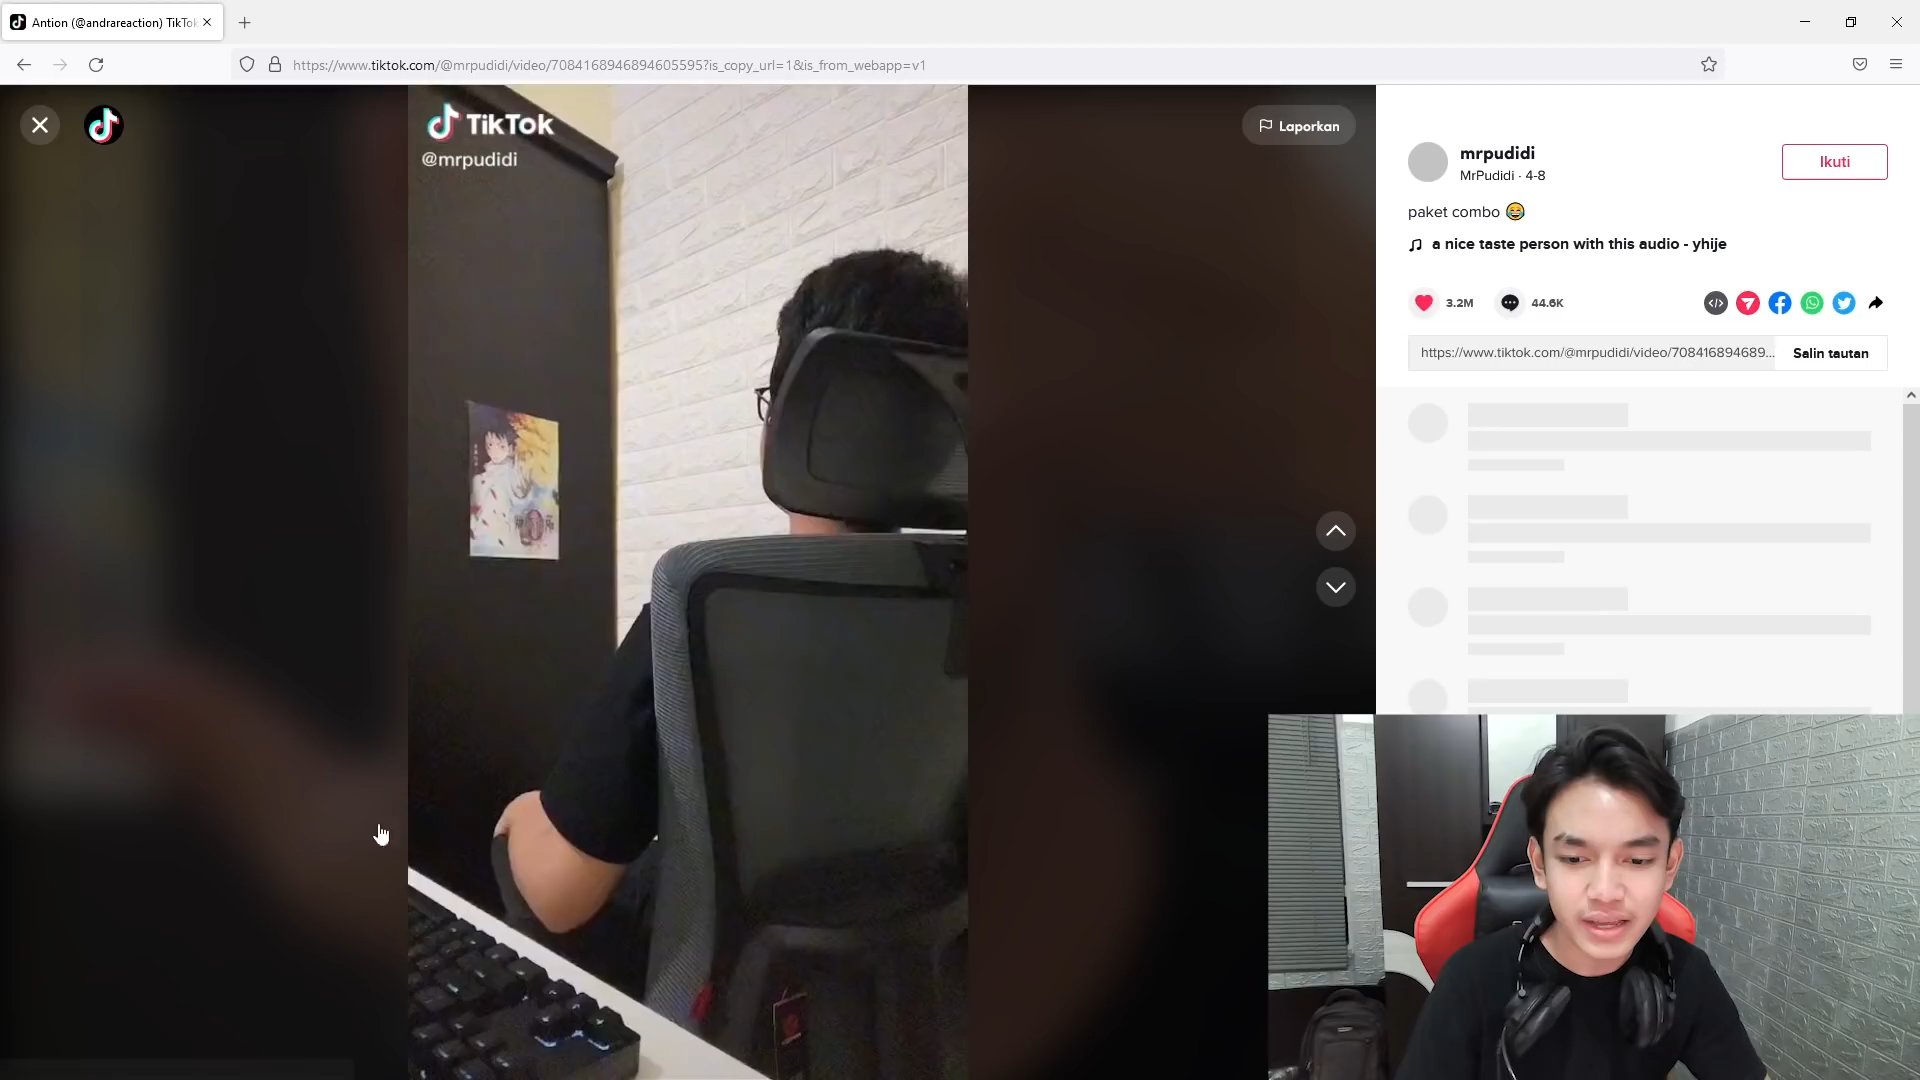 Antion (@andrareaction) TikTok
https://www.tiktok.com/@mrpudidi/video/7084168946894605595?is_copy_url=1&is_from_webapp=v1
TikTok
@mrpudidi
Laporkan
mrpudidi
MrPudidi · 4-8
Ikuti
paket combo 😂
a nice taste person with this audio - yhije
3.2M
44.6K
https://www.tiktok.com/@mrpudidi/video/708416894689...
Salin tautan